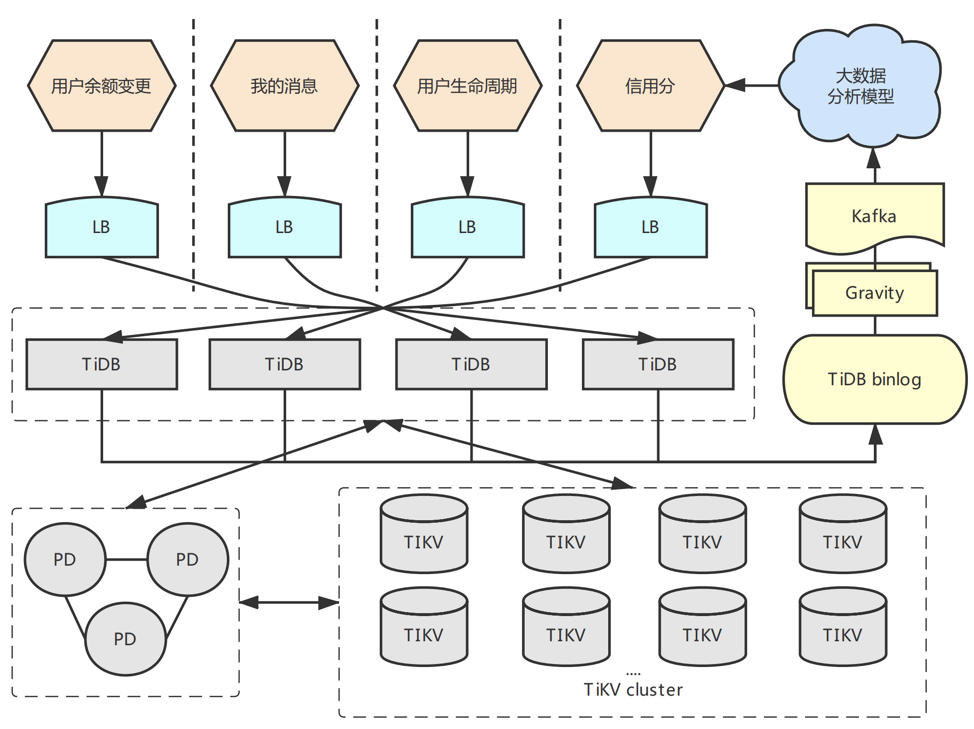 用户余额变更
我的消息
用户生命周期
信用分
大数据
分析模型
LB
LB
LB
LB
Kafka
Gravity
TiDB
TiDB
TiDB
TiDB
TiDB binlog
PD
PD
PD
TIKV
TIKV
TIKV
TIKV
TIKV
TIKV
TIKV
TIKV
....
TiKV cluster